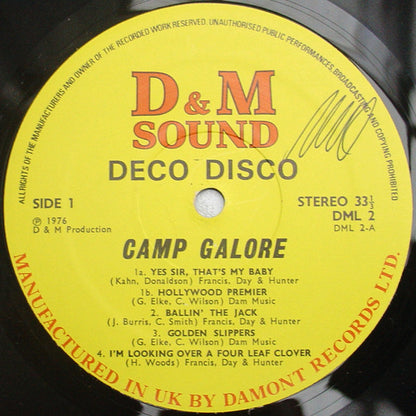 ALL RIGHTS OF THE MANUFACTURERS AND OWNER OF THE RECORDED WORK RESERVED. UNAUTHORISED PUBLIC PERFORMANCES, BROADCASTING AND COPYING PROHIBITED
D & M
SOUND
DECO DISCO
SIDE 1
STEREO 33⅓
DML 2
DML 2-A
℗ 1976
D & M Production
CAMP GALORE
1a. YES SIR, THAT'S MY BABY
(Kahn, Donaldson) Francis, Day & Hunter
1b. HOLLYWOOD PREMIER
(G. Elke, C. Wilson) Dam Music
2. BALLIN' THE JACK
(J. Burris, C. Smith) Francis, Day & Hunter
3. GOLDEN SLIPPERS
(G. Elke, C. Wilson) Dam Music
4. I'M LOOKING OVER A FOUR LEAF CLOVER
(H. Woods) Francis, Day & Hunter
MANUFACTURED IN UK BY DAMONT RECORDS LTD.